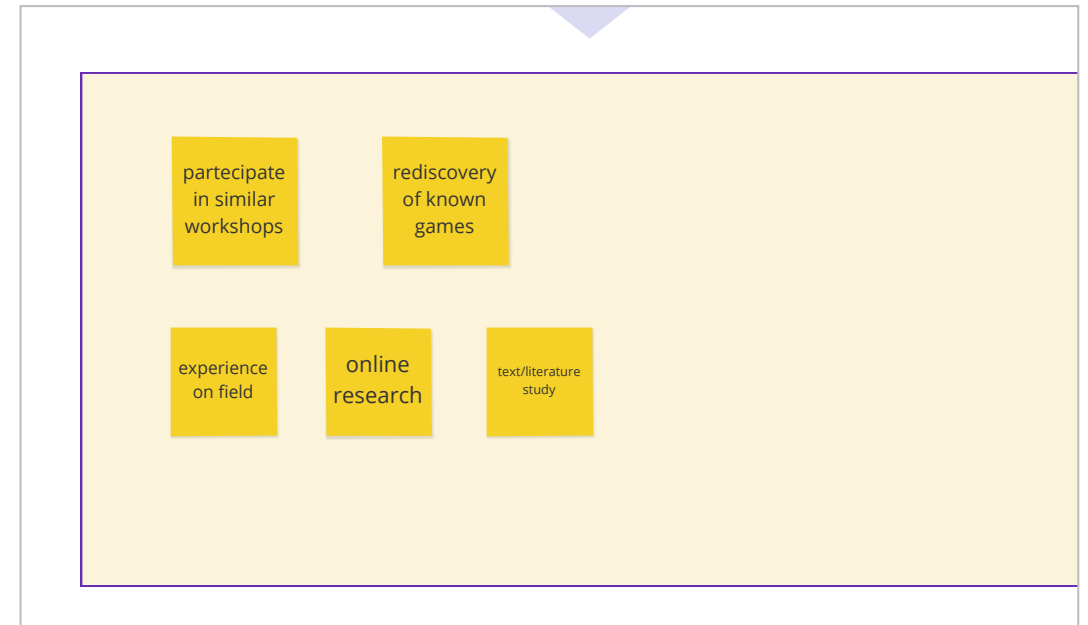 partecipate
in similar
workshops
rediscovery
of known
games
experience
on field
online
research
text/literature
study